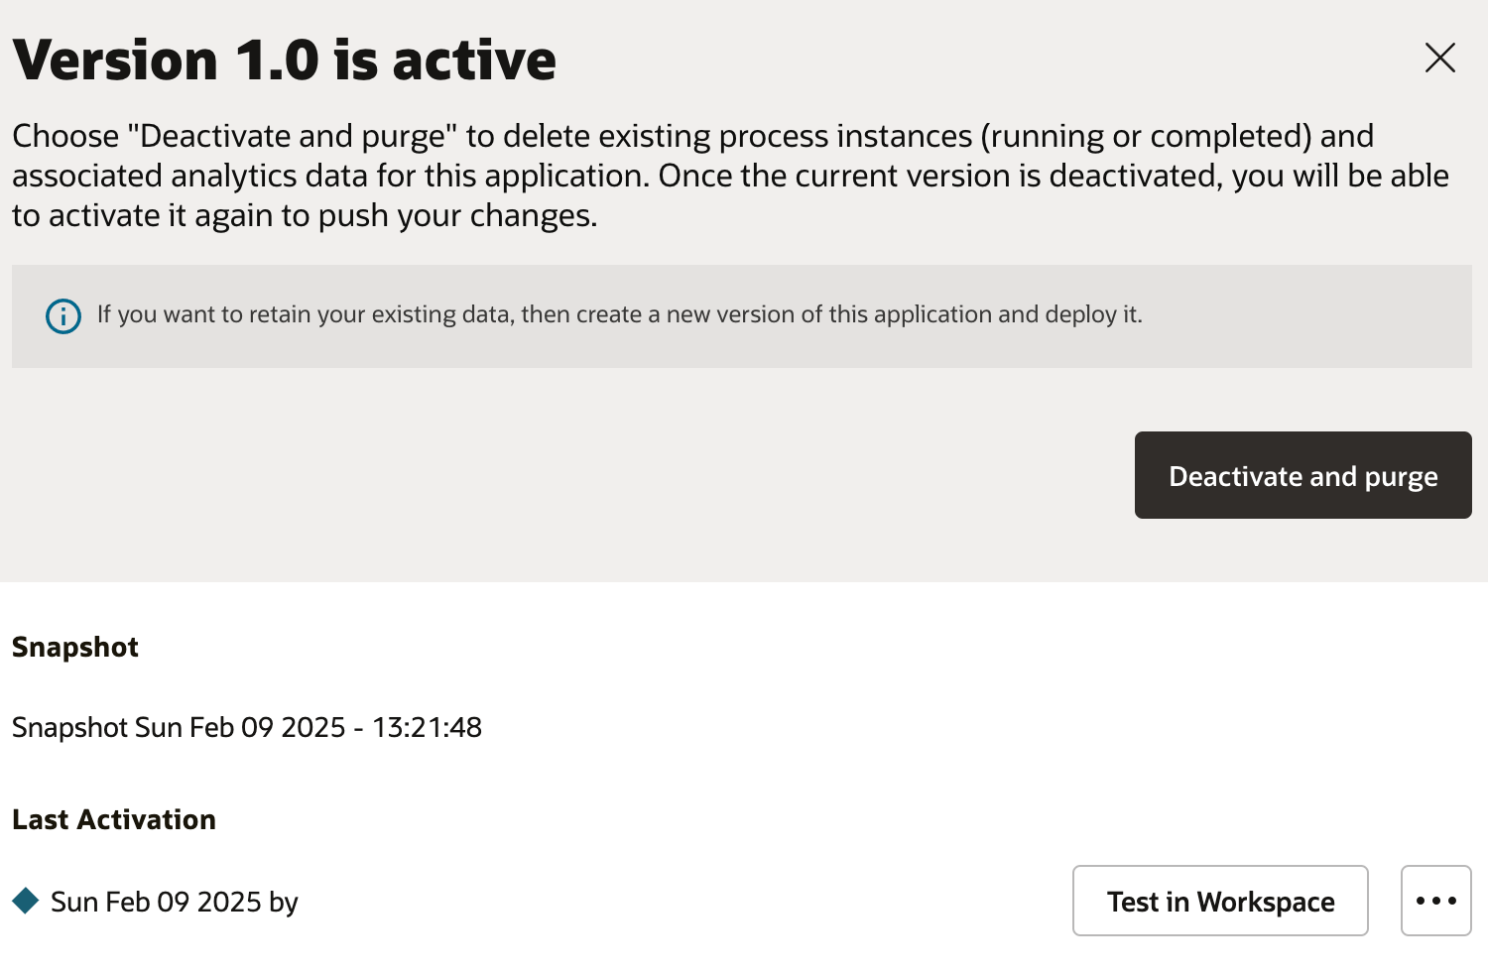 Version 1.0 is active
Choose "Deactivate and purge" to delete existing process instances (running or completed) and
associated analytics data for this application. Once the current version is deactivated, you will be able
to activate it again to push your changes.
If you want to retain your existing data, then create a new version of this application and deploy it.
Deactivate and purge
Snapshot
Snapshot Sun Feb 09 2025 - 13:21:48
Last Activation
Sun Feb 09 2025 by
Test in Workspace